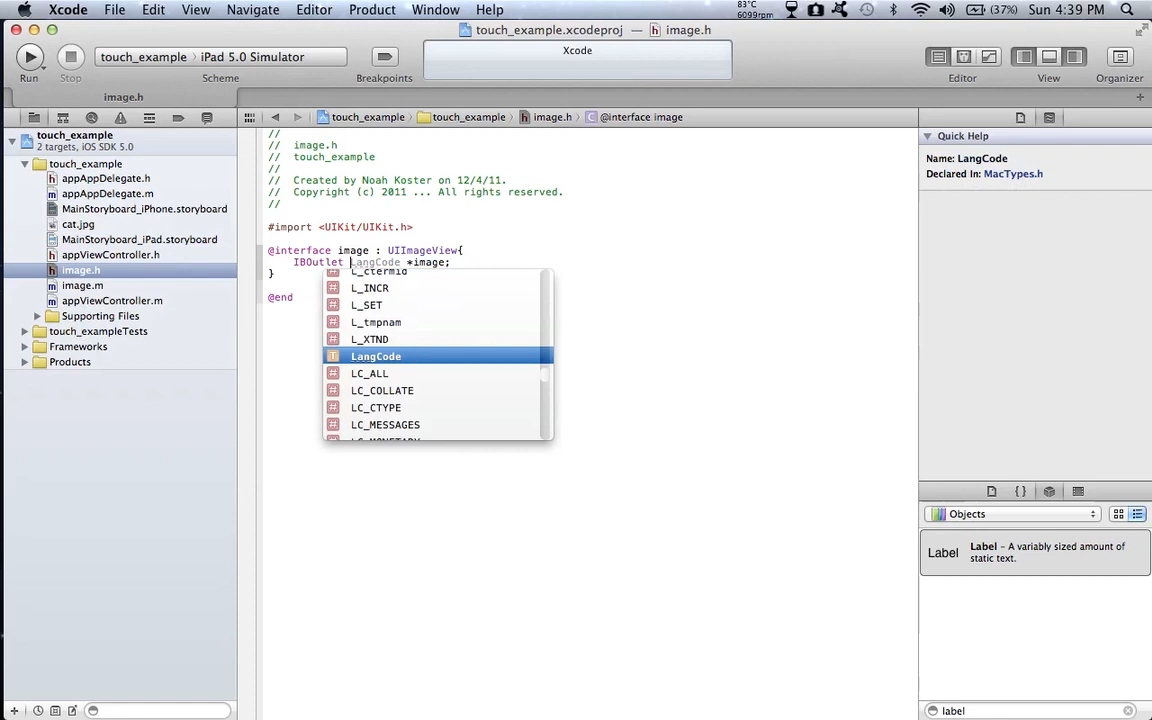 Xcode File Edit View Navigate Editor Product Window Help 83°C 6099rpm (37%) Sun 4:39 PM
touch_example.xcodeproj — image.h
touch_example iPad 5.0 Simulator Xcode
Run Stop Scheme Breakpoints Editor View Organizer
image.h
touch_example touch_example image.h @interface image
touch_example
2 targets, iOS SDK 5.0
touch_example
appAppDelegate.h
appAppDelegate.m
MainStoryboard_iPhone.storyboard
cat.jpg
MainStoryboard_iPad.storyboard
appViewController.h
image.h
image.m
appViewController.m
Supporting Files
touch_exampleTests
Frameworks
Products
//
// image.h
// touch_example
//
// Created by Noah Koster on 12/4/11.
// Copyright (c) 2011 ... All rights reserved.
//
#import <UIKit/UIKit.h>
@interface image : UIImageView{
IBOutlet LangCode *image;
}
@end
L_ctermid
L_INCR
L_SET
L_tmpnam
L_XTND
LangCode
LC_ALL
LC_COLLATE
LC_CTYPE
LC_MESSAGES
LC_MONETARY
Quick Help
Name: LangCode
Declared In: MacTypes.h
Objects
Label Label – A variably sized amount of
static text.
label